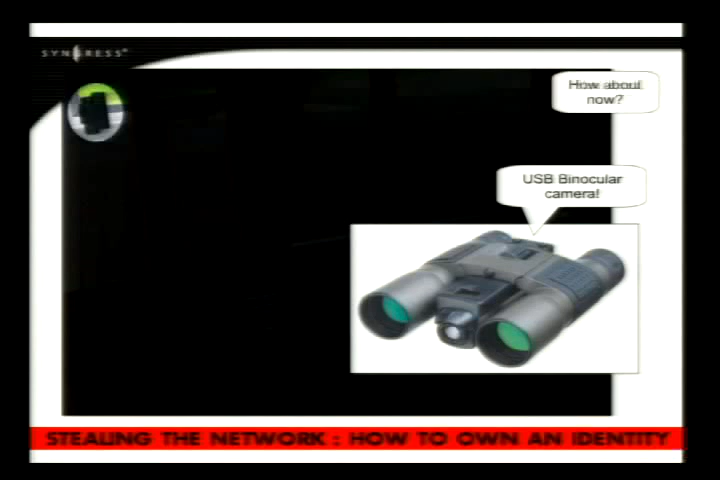 SYNGRESS®
How about
now?
USB Binocular
camera!
STEALING THE NETWORK : HOW TO OWN AN IDENTITY